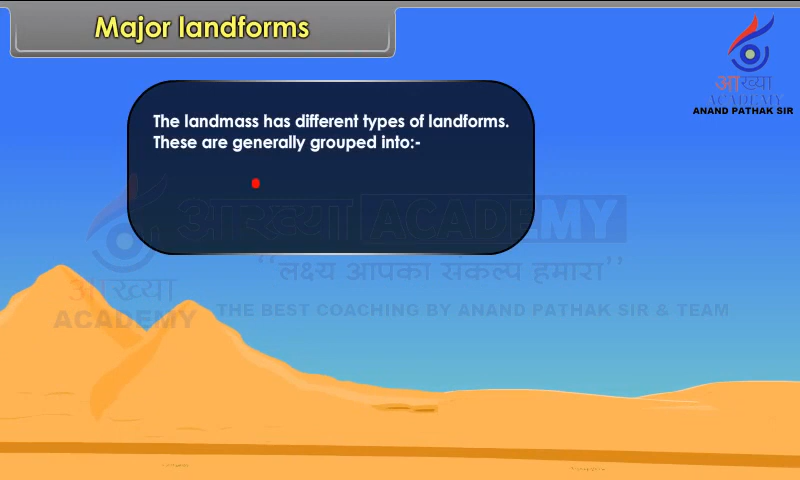 Major landforms
आख्या
ACADEMY
ANAND PATHAK SIR
The landmass has different types of landforms.
These are generally grouped into:-
आख्या ACADEMY
‘‘लक्ष्य आपका संकल्प हमारा’’
आख्या
ACADEMY
THE BEST COACHING BY ANAND PATHAK SIR & TEAM